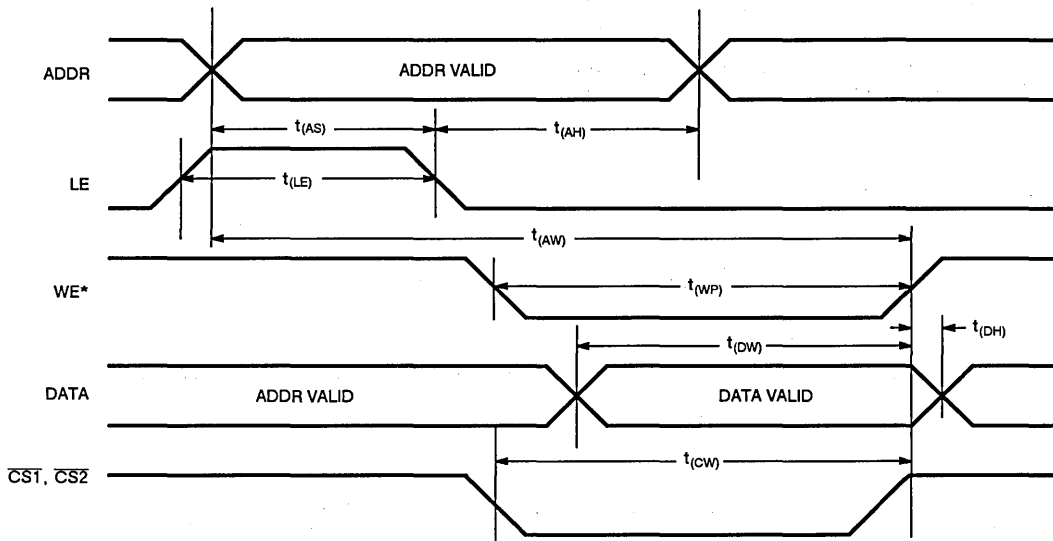 ADDR
ADDR VALID
t(AS)
t(AH)
LE
t(LE)
t(AW)
WE*
t(WP)
t(DW)
t(DH)
DATA
ADDR VALID
DATA VALID
CS1, CS2
t(CW)